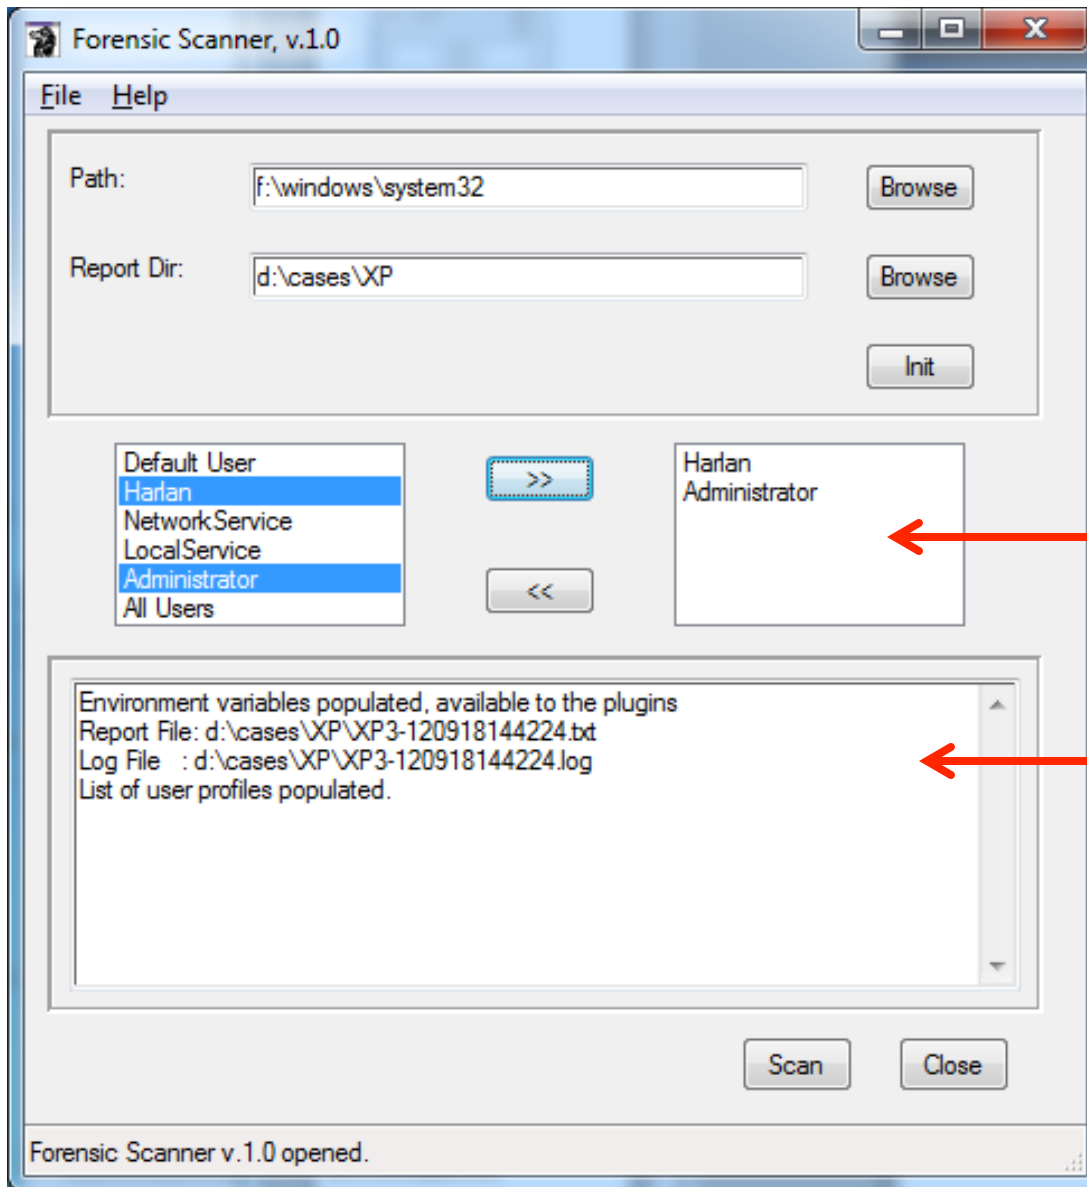 Forensic Scanner, v.1.0
File Help
Path: f:\windows\system32 Browse
Report Dir: d:\cases\XP Browse
Init
Default User
Harlan
NetworkService
LocalService
Administrator
All Users
>>
<<
Harlan
Administrator
Environment variables populated, available to the plugins
Report File: d:\cases\XP\XP3-120918144224.txt
Log File : d:\cases\XP\XP3-120918144224.log
List of user profiles populated.
Scan Close
Forensic Scanner v.1.0 opened.